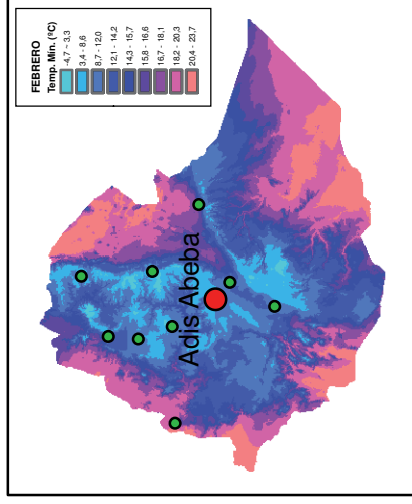 FEBRERO
Temp. Min. (ºC)
-4,7 ~ 3,3
3,4 - 8,6
8,7 - 12,0
12,1 - 14,2
14,3 - 15,7
15,8 - 16,6
16,7 - 18,1
18,2 - 20,3
20,4 - 23,7
Adis Abeba